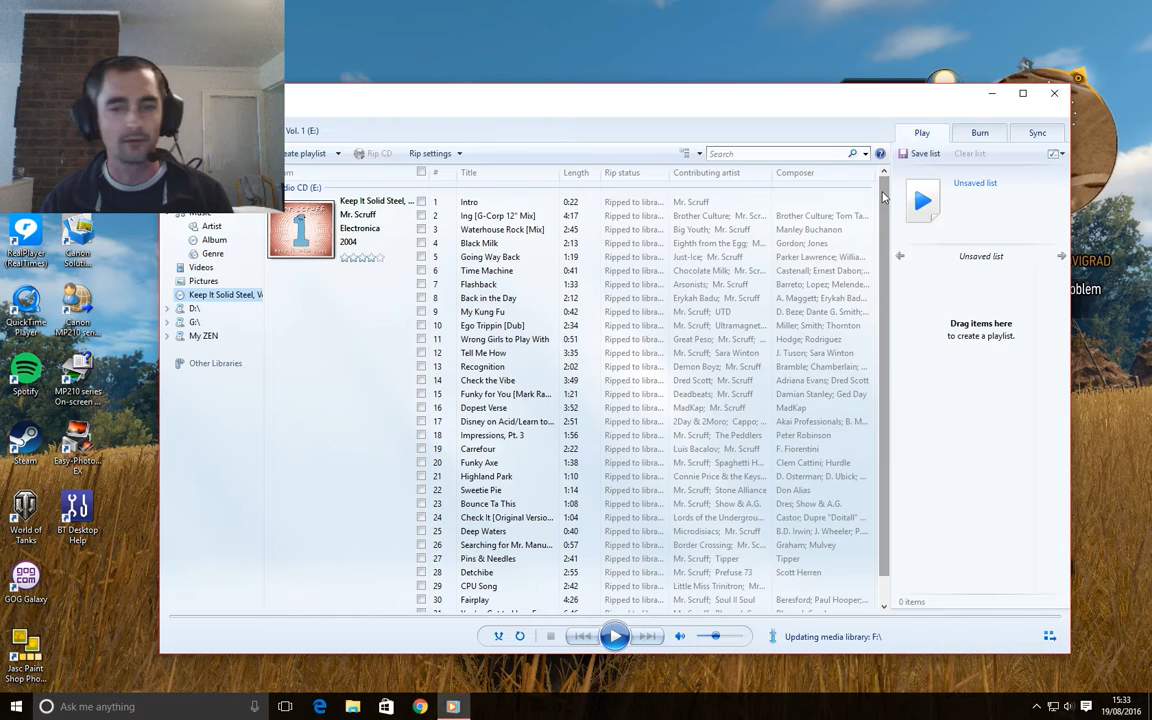 Vol. 1 (E:)
Play Burn Sync
eate playlist Rip CD Rip settings Search Save list Clear list
# Title Length Rip status Contributing artist Composer
dio CD (E:)
Unsaved list
Keep It Solid Steel, ...
Mr. Scruff
Electronica
2004
1 Intro 0:22 Ripped to libra... Mr. Scruff
2 Ing [G-Corp 12" Mix] 4:17 Ripped to libra... Brother Culture; Mr. Scr... Brother Culture; Tom Ta...
3 Waterhouse Rock [Mix] 2:29 Ripped to libra... Big Youth; Mr. Scruff Manley Buchanan
4 Black Milk 2:13 Ripped to libra... Eighth from the Egg; M... Gordon; Jones
5 Going Way Back 1:19 Ripped to libra... Just-Ice; Mr. Scruff Parker Lawrence; Willia...
6 Time Machine 0:41 Ripped to libra... Chocolate Milk; Mr. Scr... Castenall; Ernest Dabon;...
7 Flashback 1:33 Ripped to libra... Arsonists; Mr. Scruff Barreto; Lopez; Melende...
8 Back in the Day 2:12 Ripped to libra... Erykah Badu; Mr. Scruff A. Maggett; Erykah Bad...
9 My Kung Fu 0:42 Ripped to libra... Mr. Scruff; UTD D. Beze; Dante G. Smith;...
10 Ego Trippin [Dub] 2:34 Ripped to libra... Mr. Scruff; Ultramagnet... Miller; Smith; Thornton
11 Wrong Girls to Play With 0:51 Ripped to libra... Great Peso; Mr. Scruff;... Hodge; Rodriguez
12 Tell Me How 3:35 Ripped to libra... Mr. Scruff; Sara Winton J. Tuson; Sara Winton
13 Recognition 2:02 Ripped to libra... Demon Boyz; Mr. Scruff Bramble; Chamberlain;...
14 Check the Vibe 3:49 Ripped to libra... Dred Scott; Mr. Scruff Adriana Evans; Dred Scott
15 Funky for You [Mark Ra... 1:21 Ripped to libra... Deadbeats; Mr. Scruff Damian Stanley; Ged Day
16 Dopest Verse 3:52 Ripped to libra... MadKap; Mr. Scruff MadKap
17 Disney on Acid/Learn to... 2:51 Ripped to libra... 2Day & 2Moro; Cappo;... Akai Professionals; B. M...
18 Impressions, Pt. 3 1:56 Ripped to libra... Mr. Scruff; The Peddlers Peter Robinson
19 Carrefour 2:22 Ripped to libra... Luis Bacalov; Mr. Scruff F. Fiorentini
20 Funky Axe 1:38 Ripped to libra... Mr. Scruff; Spaghetti H... Clem Cattini; Hurdle
21 Highland Park 1:10 Ripped to libra... Connie Price & the Keys... D. Osterman; D. Ubick;...
22 Sweetie Pie 1:14 Ripped to libra... Mr. Scruff; Stone Alliance Don Alias
23 Bounce Ta This 1:08 Ripped to libra... Mr. Scruff; Show & A.G. Dres; Show & A.G.
24 Check It [Original Versio... 1:04 Ripped to libra... Lords of the Undergrou... Castor; Dupre "Doitall"...
25 Deep Waters 0:40 Ripped to libra... Microdisiacs; Mr. Scruff B.D. Irwin; J. Wheeler; P....
26 Searching for Mr. Manu... 0:57 Ripped to libra... Border Crossing; Mr. Sc... Graham; Mulvey
27 Pins & Needles 2:41 Ripped to libra... Mr. Scruff; Tipper Tipper
28 Detchibe 2:55 Ripped to libra... Mr. Scruff; Prefuse 73 Scott Herren
29 CPU Song 2:42 Ripped to libra... Little Miss Trinitron; Mr....
30 Fairplay 4:26 Ripped to libra... Mr. Scruff; Soul II Soul Beresford; Paul Hooper;...
Music
Artist
Album
Genre
Videos
Pictures
Keep It Solid Steel, V
D:\
G:\
My ZEN
Other Libraries
Unsaved list
Drag items here
to create a playlist.
0 items
Updating media library: F:\
VIGRAD
oblem
RealPlayer
(RealTimes)
Canon
Soluti...
QuickTime
Player
Canon
MP210 seri...
Spotify
MP210 series
On-screen ...
Steam
Easy-Photo...
EX
World of
Tanks
BT Desktop
Help
GOG Galaxy
Jasc Paint
Shop Pho...
Ask me anything
15:33
19/08/2016